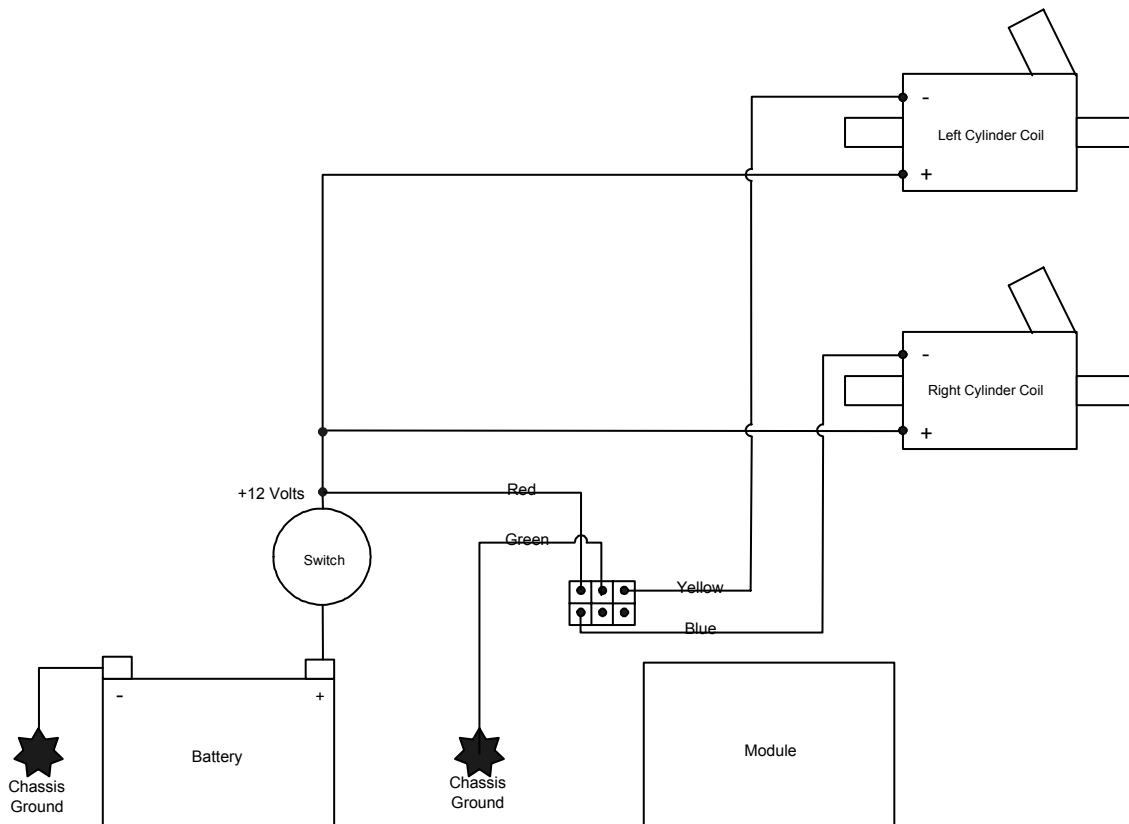 -
Left Cylinder Coil
+
-
Right Cylinder Coil
+
+12 Volts
Red
Green
Switch
Yellow
Blue
-
+
Battery
Module
Chassis
Ground
Chassis
Ground